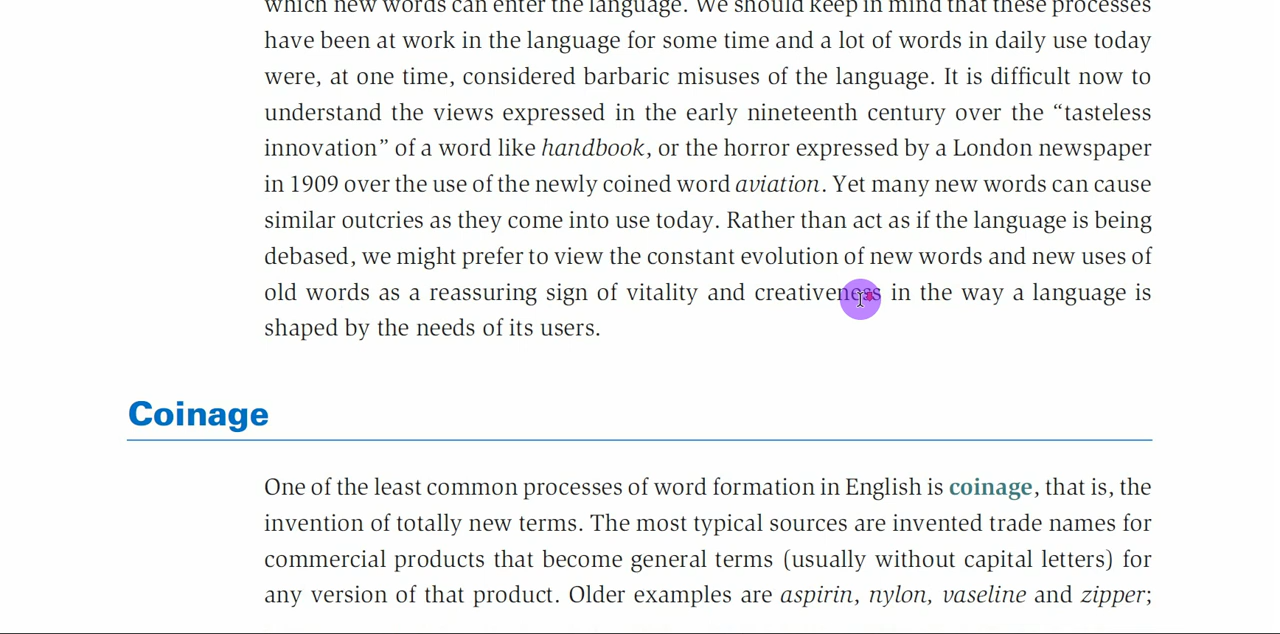 which new words can enter the language. We should keep in mind that these processes
have been at work in the language for some time and a lot of words in daily use today
were, at one time, considered barbaric misuses of the language. It is difficult now to
understand the views expressed in the early nineteenth century over the “tasteless
innovation” of a word like handbook, or the horror expressed by a London newspaper
in 1909 over the use of the newly coined word aviation. Yet many new words can cause
similar outcries as they come into use today. Rather than act as if the language is being
debased, we might prefer to view the constant evolution of new words and new uses of
old words as a reassuring sign of vitality and creativeness in the way a language is
shaped by the needs of its users.
Coinage
One of the least common processes of word formation in English is coinage, that is, the
invention of totally new terms. The most typical sources are invented trade names for
commercial products that become general terms (usually without capital letters) for
any version of that product. Older examples are aspirin, nylon, vaseline and zipper;